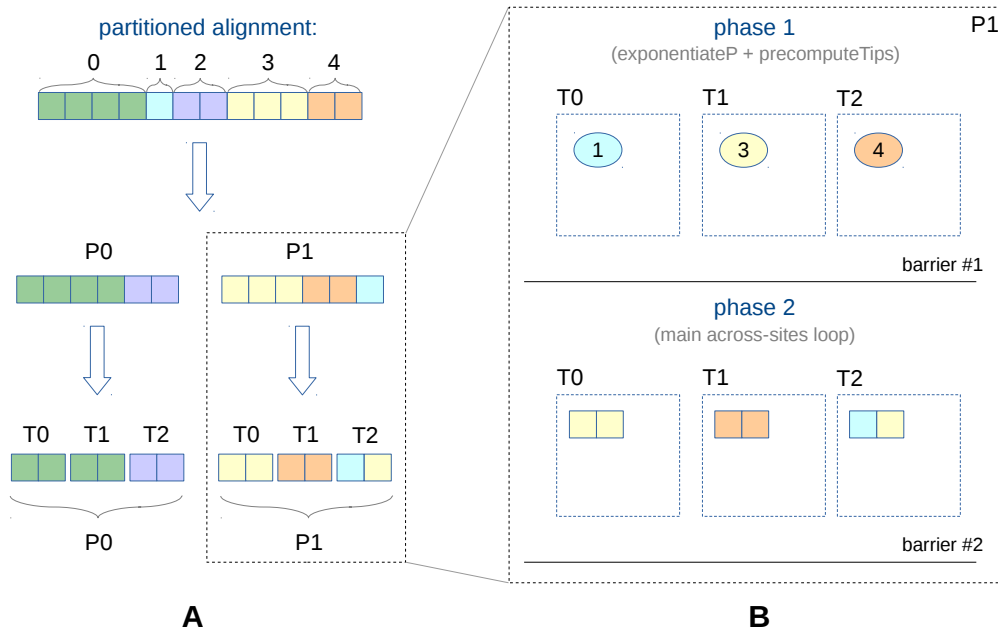 partitioned alignment:
0 1 2 3 4
P0
P1
T0 T1 T2
P0
T0 T1 T2
P1
A
P1
phase 1
(exponentiateP + precomputeTips)
T0 T1 T2
1 3 4
barrier #1
phase 2
(main across-sites loop)
T0 T1 T2
barrier #2
B